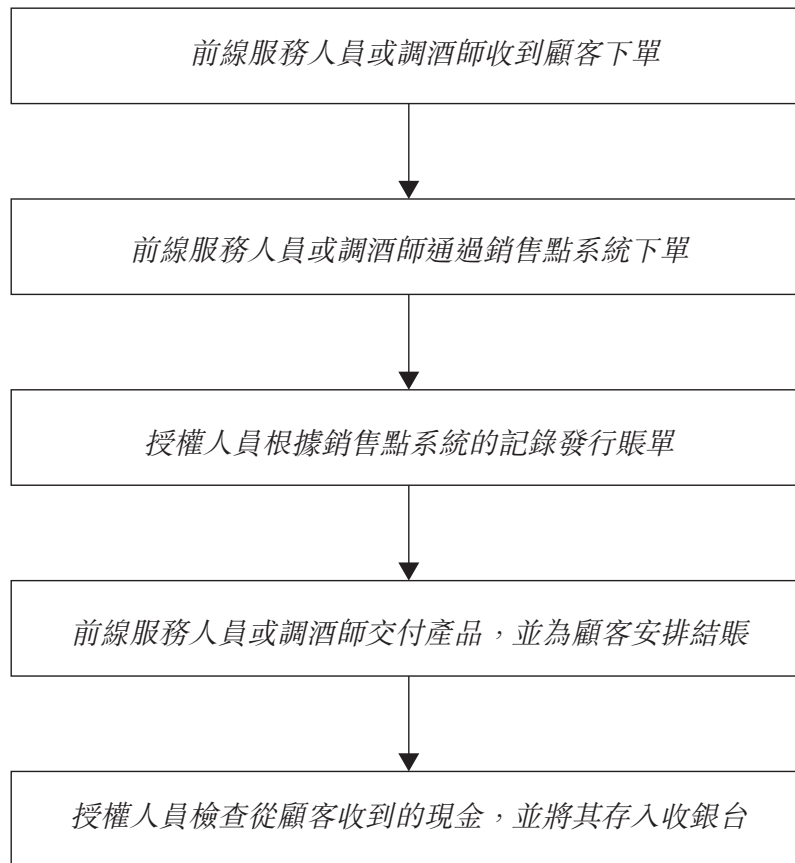 前線服務人員或調酒師收到顧客下單
前線服務人員或調酒師通過銷售點系統下單
授權人員根據銷售點系統的記錄發行賬單
前線服務人員或調酒師交付產品，並為顧客安排結賬
授權人員檢查從顧客收到的現金，並將其存入收銀台